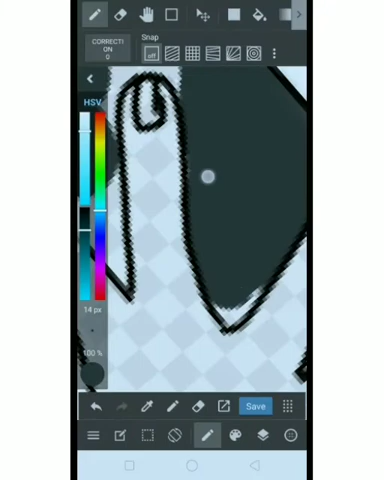 Snap
CORRECTI
ON
0
off
HSV
14 px
100 %
Save